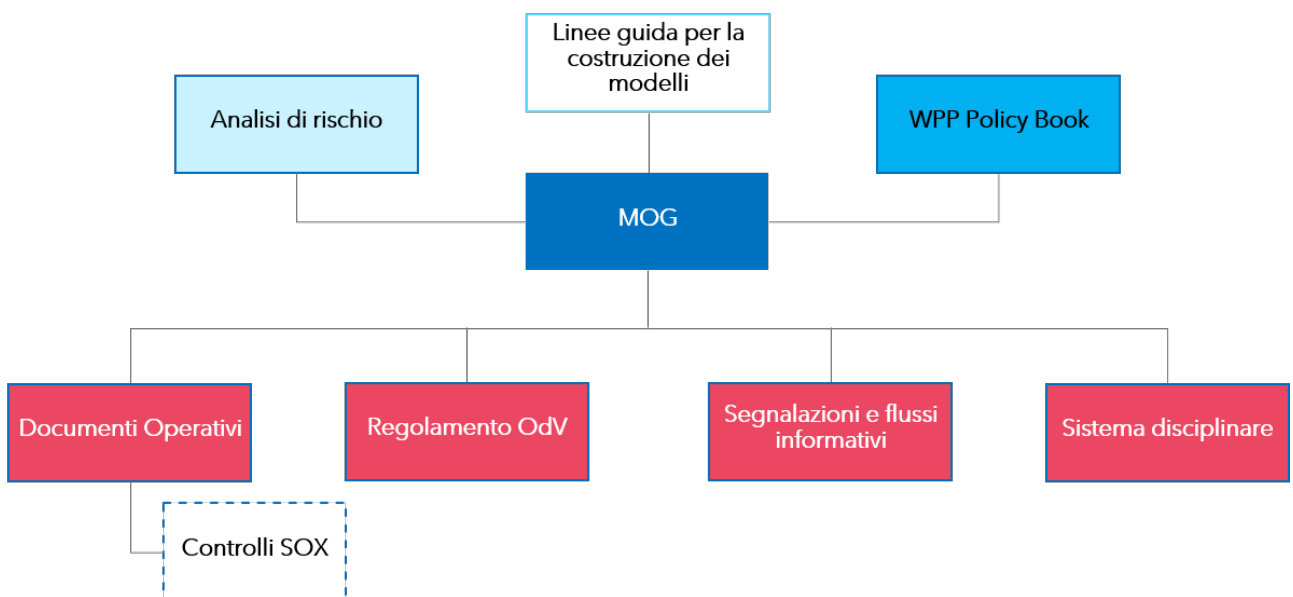 Linee guida per la
costruzione dei
modelli
Analisi di rischio
WPP Policy Book
MOG
Documenti Operativi
Regolamento OdV
Segnalazioni e flussi
informativi
Sistema disciplinare
Controlli SOX